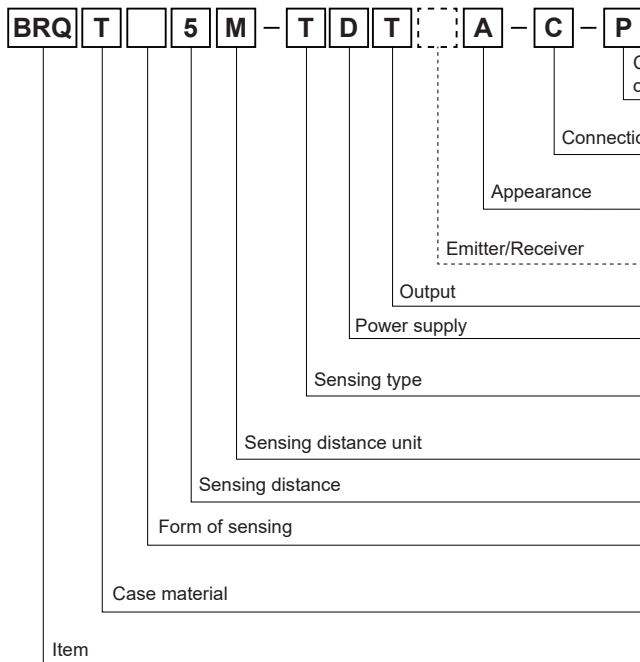 BRQ T 5 M – T D T A – C – P
Appearance
Emitter/Receiver
Output
Power supply
Sensing type
Sensing distance unit
Sensing distance
Form of sensing
Case material
Item